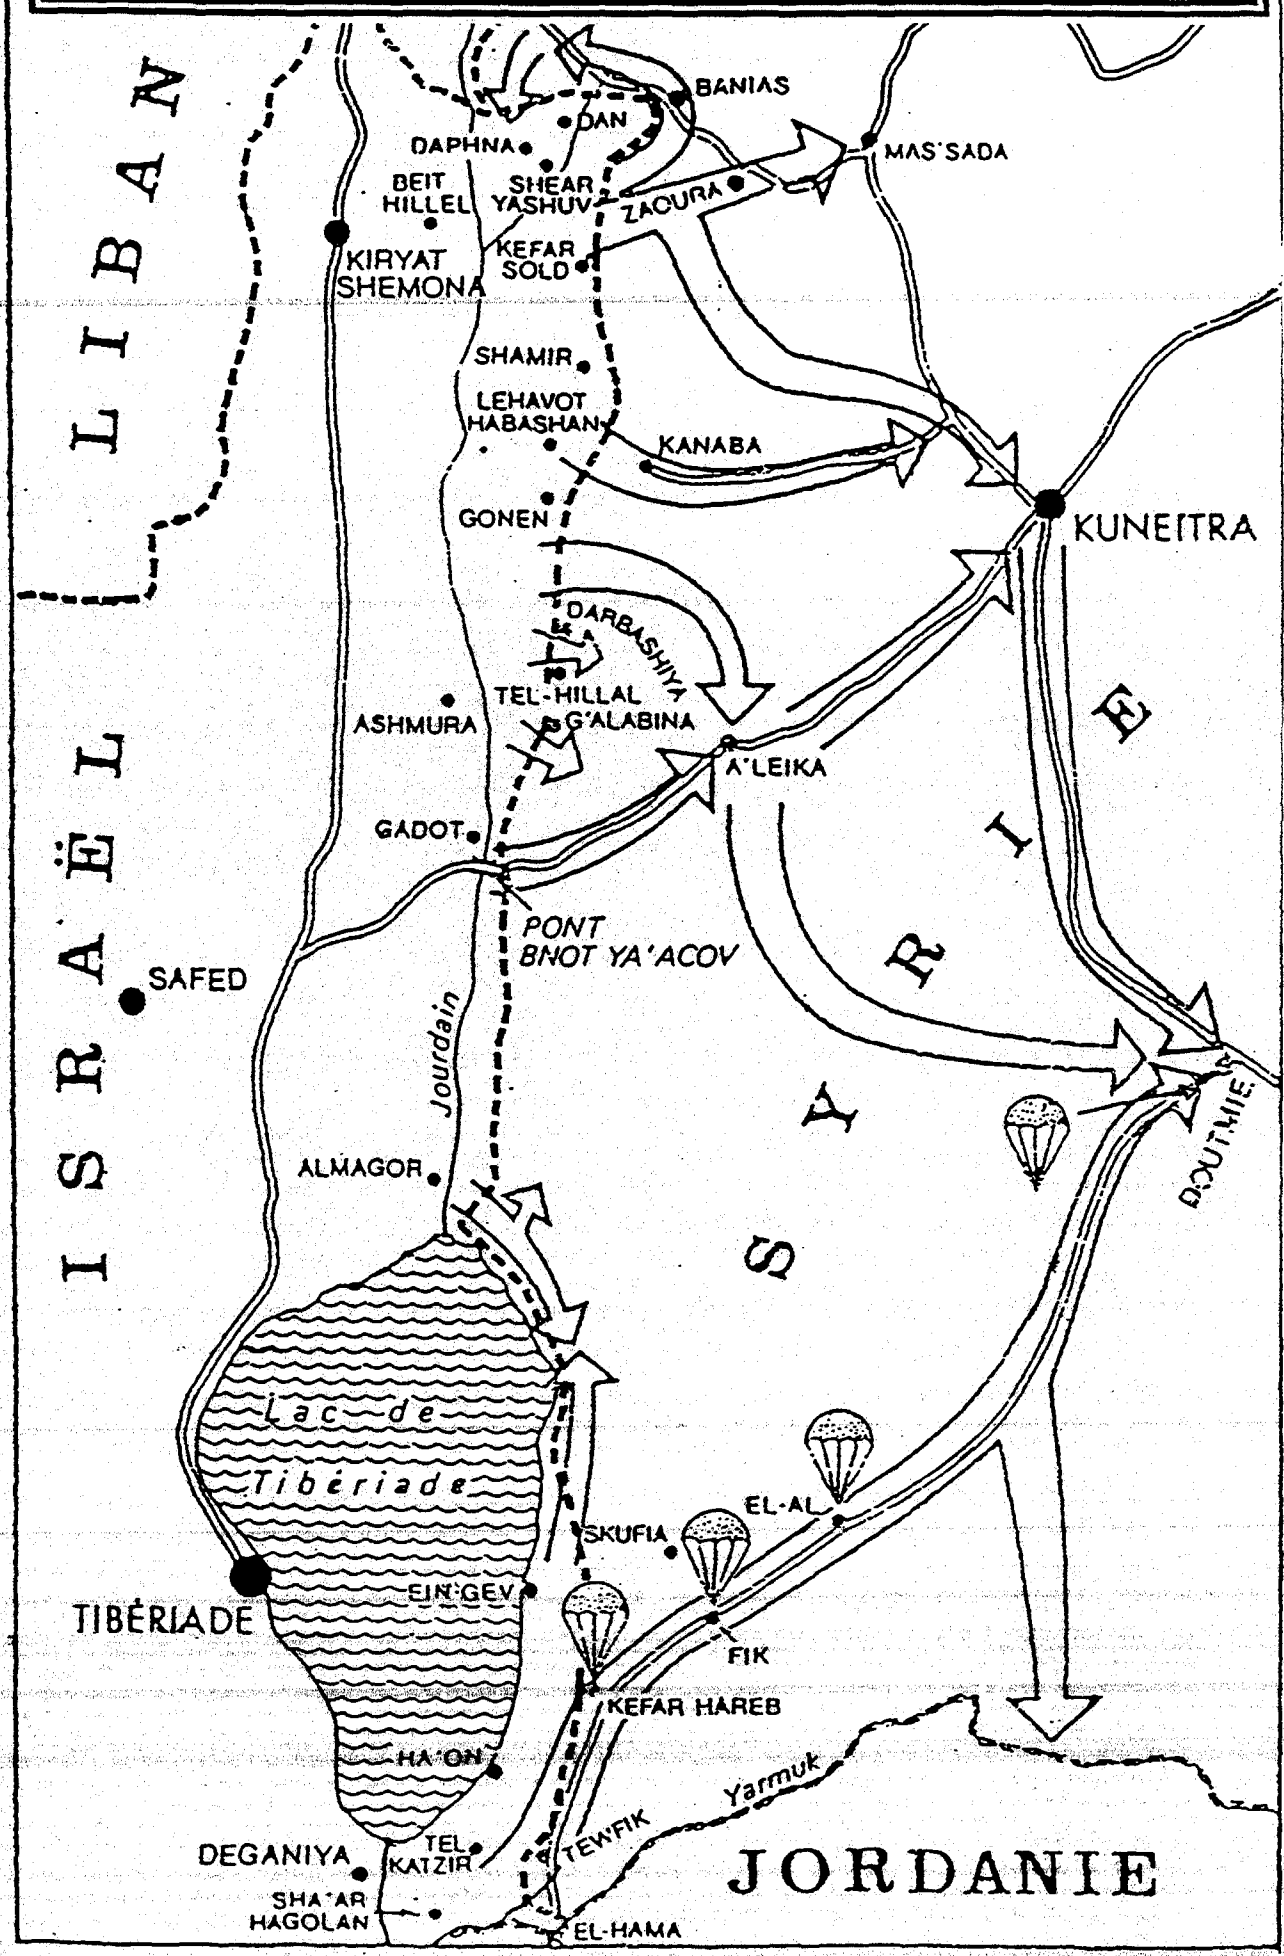 LIBAN
BANIAS
DAN
DAPHNA
MAS'SADA
BEIT
HILLEL
SHEAR
YASHUV
ZAOURA
KIRYAT
SHEMONA
KEFAR
SOLD
SHAMIR
LEHAVOT
HABASHAN
KANABA
GONEN
KUNEITRA
DARBASHIYA
TEL-HILLAL
G'ALABINA
ASHMURA
A'LEIKA
GADOT
PONT
BNOT YA'ACOV
ISRAËL
SAFED
Jourdain
SYRIE
ALMAGOR
Lac de
Tibériade
EL-AL
SKUFIA
EIN-GEV
TIBÉRIADE
FIK
KEFAR HAREB
HA'ON
Yarmuk
DEGANIYA
TEL
KATZIR
TEWFIK
SHA'AR
HAGOLAN
EL-HAMA
JORDANIE